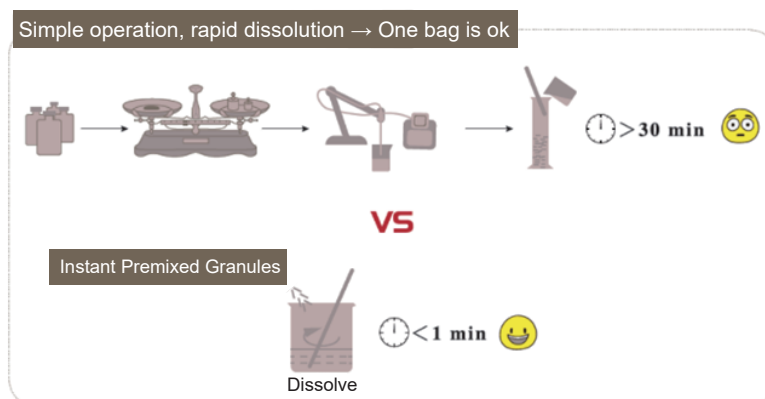 Simple operation, rapid dissolution → One bag is ok
>30 min
VS
Instant Premixed Granules
<1 min
Dissolve